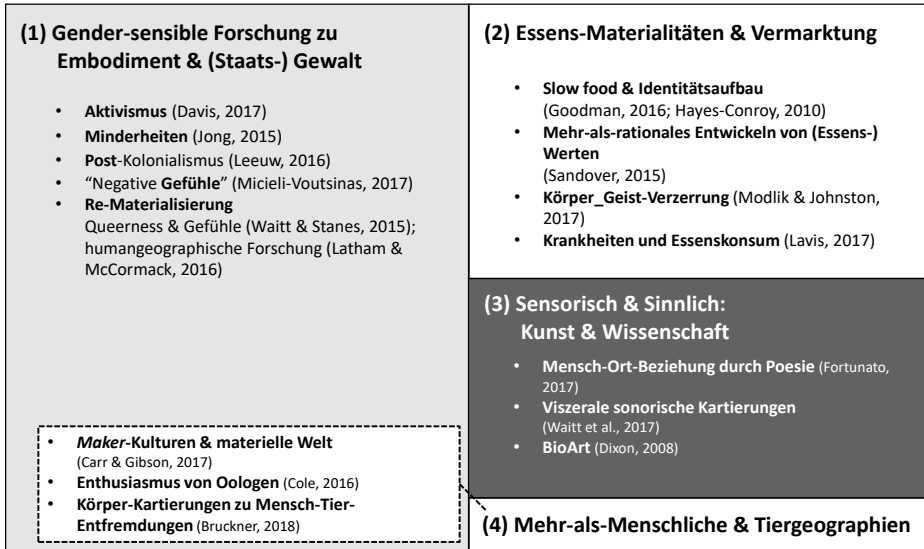 (1) Gender-sensible Forschung zu
Embodiment & (Staats-) Gewalt
• Aktivismus (Davis, 2017)
• Minderheiten (Jong, 2015)
• Post-Kolonialismus (Leeuw, 2016)
• “Negative Gefühle” (Micieli-Voutsinas, 2017)
• Re-Materialisierung
Queerness & Gefühle (Waitt & Stanes, 2015);
humangeographische Forschung (Latham &
McCormack, 2016)
• Maker-Kulturen & materielle Welt
(Carr & Gibson, 2017)
• Enthusiasmus von Oologen (Cole, 2016)
• Körper-Kartierungen zu Mensch-Tier-
Entfremdungen (Bruckner, 2018)
(2) Essens-Materialitäten & Vermarktung
• Slow food & Identitätsaufbau
(Goodman, 2016; Hayes-Conroy, 2010)
• Mehr-als-rationales Entwickeln von (Essens-)
Werten
(Sandover, 2015)
• Körper_Geist-Verzerrung (Modlik & Johnston,
2017)
• Krankheiten und Essenskonsum (Lavis, 2017)
(3) Sensorisch & Sinnlich:
Kunst & Wissenschaft
• Mensch-Ort-Beziehung durch Poesie (Fortunato,
2017)
• Viszerale sonorische Kartierungen
(Waitt et al., 2017)
• BioArt (Dixon, 2008)
(4) Mehr-als-Menschliche & Tiergeographien